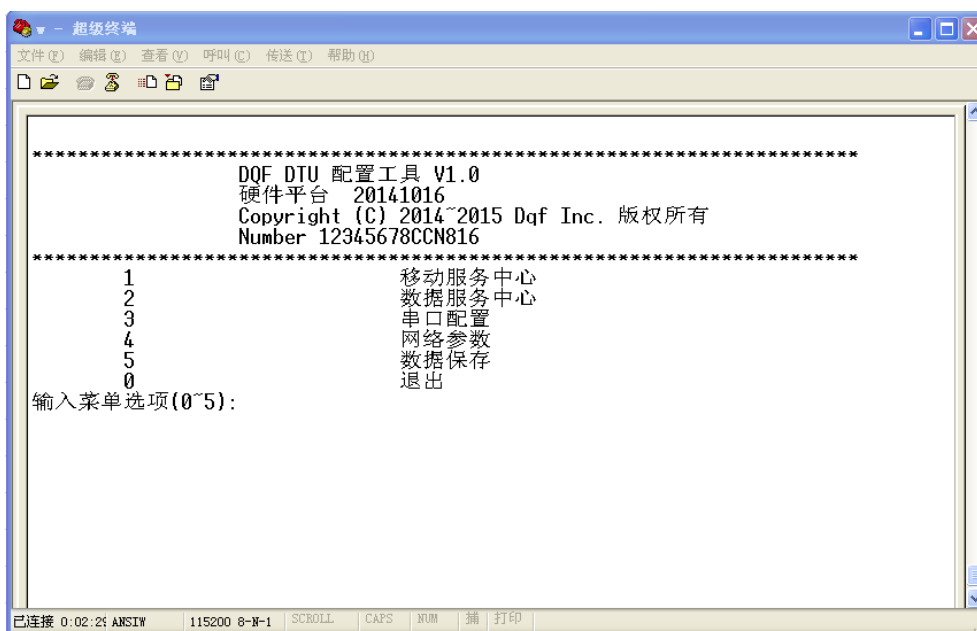 ▼ - 超级终端
文件(F) 编辑(E) 查看(V) 呼叫(C) 传送(T) 帮助(H)
************************************************************************
DQF DTU 配置工具 V1.0
硬件平台 20141016
Copyright (C) 2014~2015 Dqf Inc. 版权所有
Number 12345678CCN816
************************************************************************
1 移动服务中心
2 数据服务中心
3 串口配置
4 网络参数
5 数据保存
0 退出
输入菜单选项(0~5):
已连接 0:02:29 ANSIW 115200 8-N-1 SCROLL CAPS NUM 捕 打印